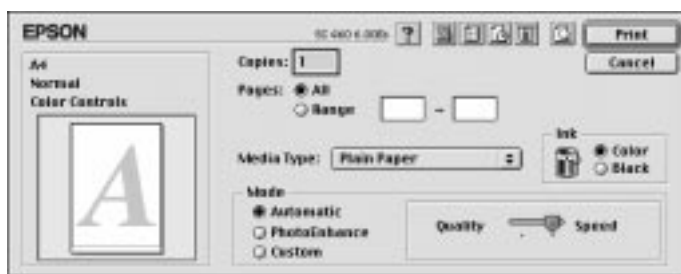 EPSON
?
Print
Cancel
A4
Normal
Color Controls
A
Copies: 1
Pages: All
Range
–
Media Type: Plain Paper
Ink
Color
Black
Mode
Automatic
PhotoEnhance
Custom
Quality Speed